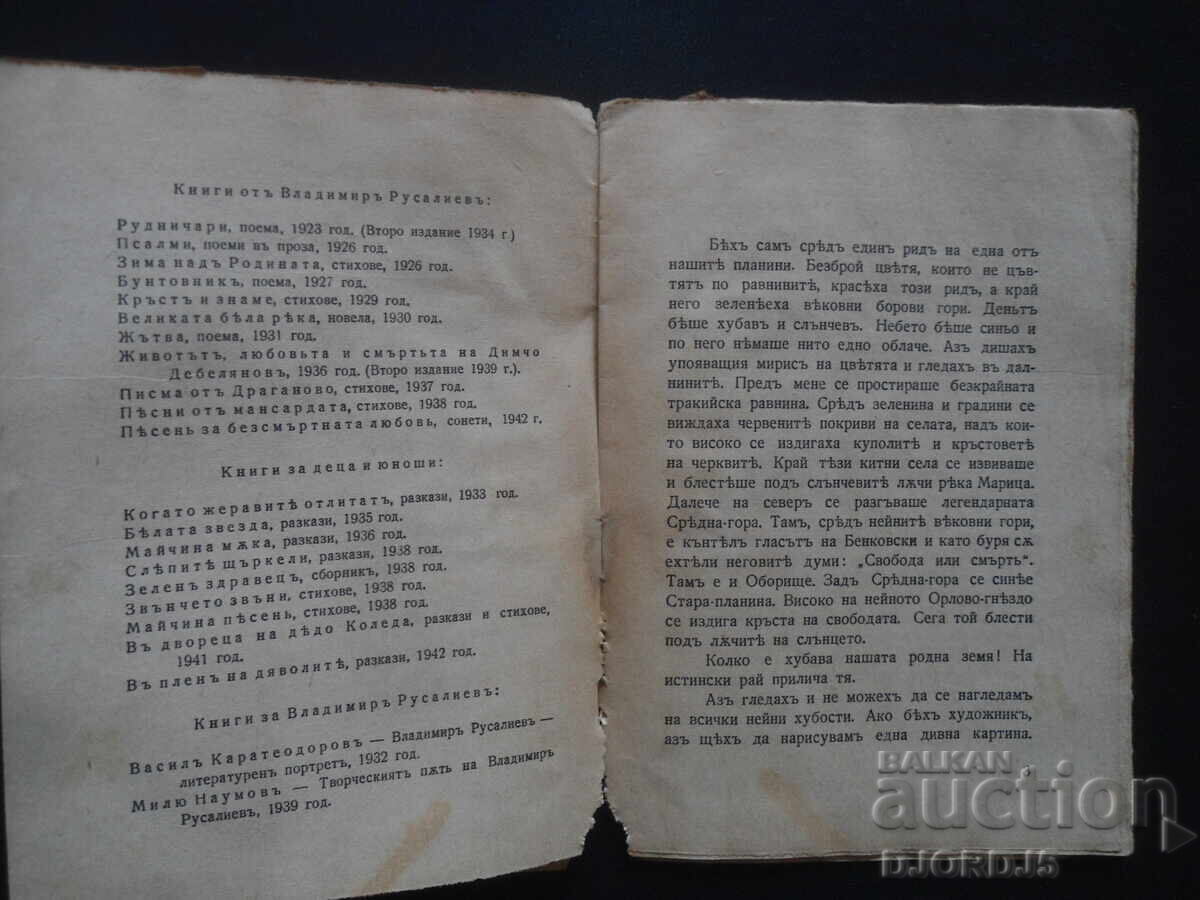 Книги отъ Владимиръ Русалиевъ:
Рудничари, поема, 1923 год. (Второ издание 1934 г.)
Псалми, поеми въ проза, 1926 год.
Зима надъ Родината, стихове, 1926 год.
Бунтовникъ, поема, 1927 год.
Кръстъ и знаме, стихове, 1929 год.
Великата бѣла рѣка, новела, 1930 год.
Жътва, поема, 1931 год.
Животътъ, любовьта и смъртьта на Димчо
Дебеляновъ, 1936 год. (Второ издание 1939 г.).
Писма отъ Драганово, стихове, 1937 год.
Пѣсни отъ мансардата, стихове, 1938 год.
Пѣсень за безсмъртната любовь, сонети, 1942 г.
Книги за деца и юноши:
Когато жеравитѣ отлитатъ, разкази, 1933 год.
Бѣлата звезда, разкази, 1935 год.
Майчина мѫка, разкази, 1936 год.
Слѣпитѣ щъркели, разкази, 1938 год.
Зеленъ здравецъ, сборникъ, 1938 год.
Звънчето звъни, стихове, 1938 год.
Майчина пѣсень, стихове, 1938 год.
Въ двореца на дѣдо Коледа, разкази и стихове,
1941 год.
Въ пленъ на дяволитѣ, разкази, 1942 год.
Книги за Владимиръ Русалиевъ:
Василъ Каратеодоровъ — Владимиръ Русалиевъ —
литературенъ портретъ, 1932 год.
Милю Наумовъ — Творческиятъ пѫть на Владимиръ
Русалиевъ, 1939 год.
Бѣхъ самъ срѣдъ елинъ ридъ на една отъ
нашитѣ планини. Безброй цвѣтя, които не цъв-
тятъ по равнинитѣ, красѣха този ридъ, а край
него зеленѣеха вѣковни борови гори. Деньтъ
бѣше хубавъ и слънчевъ. Небето бѣше синьо и
по него нѣмаше нито едно облаче. Азъ дишахъ
упояващия мирисъ на цвѣтята и гледахъ въ дал-
нинитѣ. Предъ мене се простираше безкрайната
тракийска равнина. Срѣдъ зеленина и градини се
виждаха червенитѣ покриви на селата, надъ кои-
то високо се издигаха куполитѣ и кръстоветѣ
на черквитѣ. Край тѣзи китни села се извиваше
и блестѣше подъ слънчевитѣ лѫчи рѣка Марица.
Далече на северъ се разгъваше легендарната
Срѣдна-гора. Тамъ, срѣдъ нейнитѣ вѣковни гори,
е кънтѣлъ гласътъ на Бенковски и като буря сѫ
ехтѣли неговитѣ думи: „Свобода или смърть“.
Тамъ е и Оборище. Задъ Срѣдна-гора се синѣе
Стара-планина. Високо на нейното Орлово-гнѣздо
се издига кръста на свободата. Сега той блести
подъ лѫчитѣ на слънцето.
Колко е хубава нашата родна земя! На
истински рай прилича тя.
Азъ гледахъ и не можехъ да се нагледамъ
на всички нейни хубости. Ако бѣхъ художникъ,
азъ щѣхъ да нарисувамъ една дивна картина.
3
BALKAN
auction
DJORDJ5